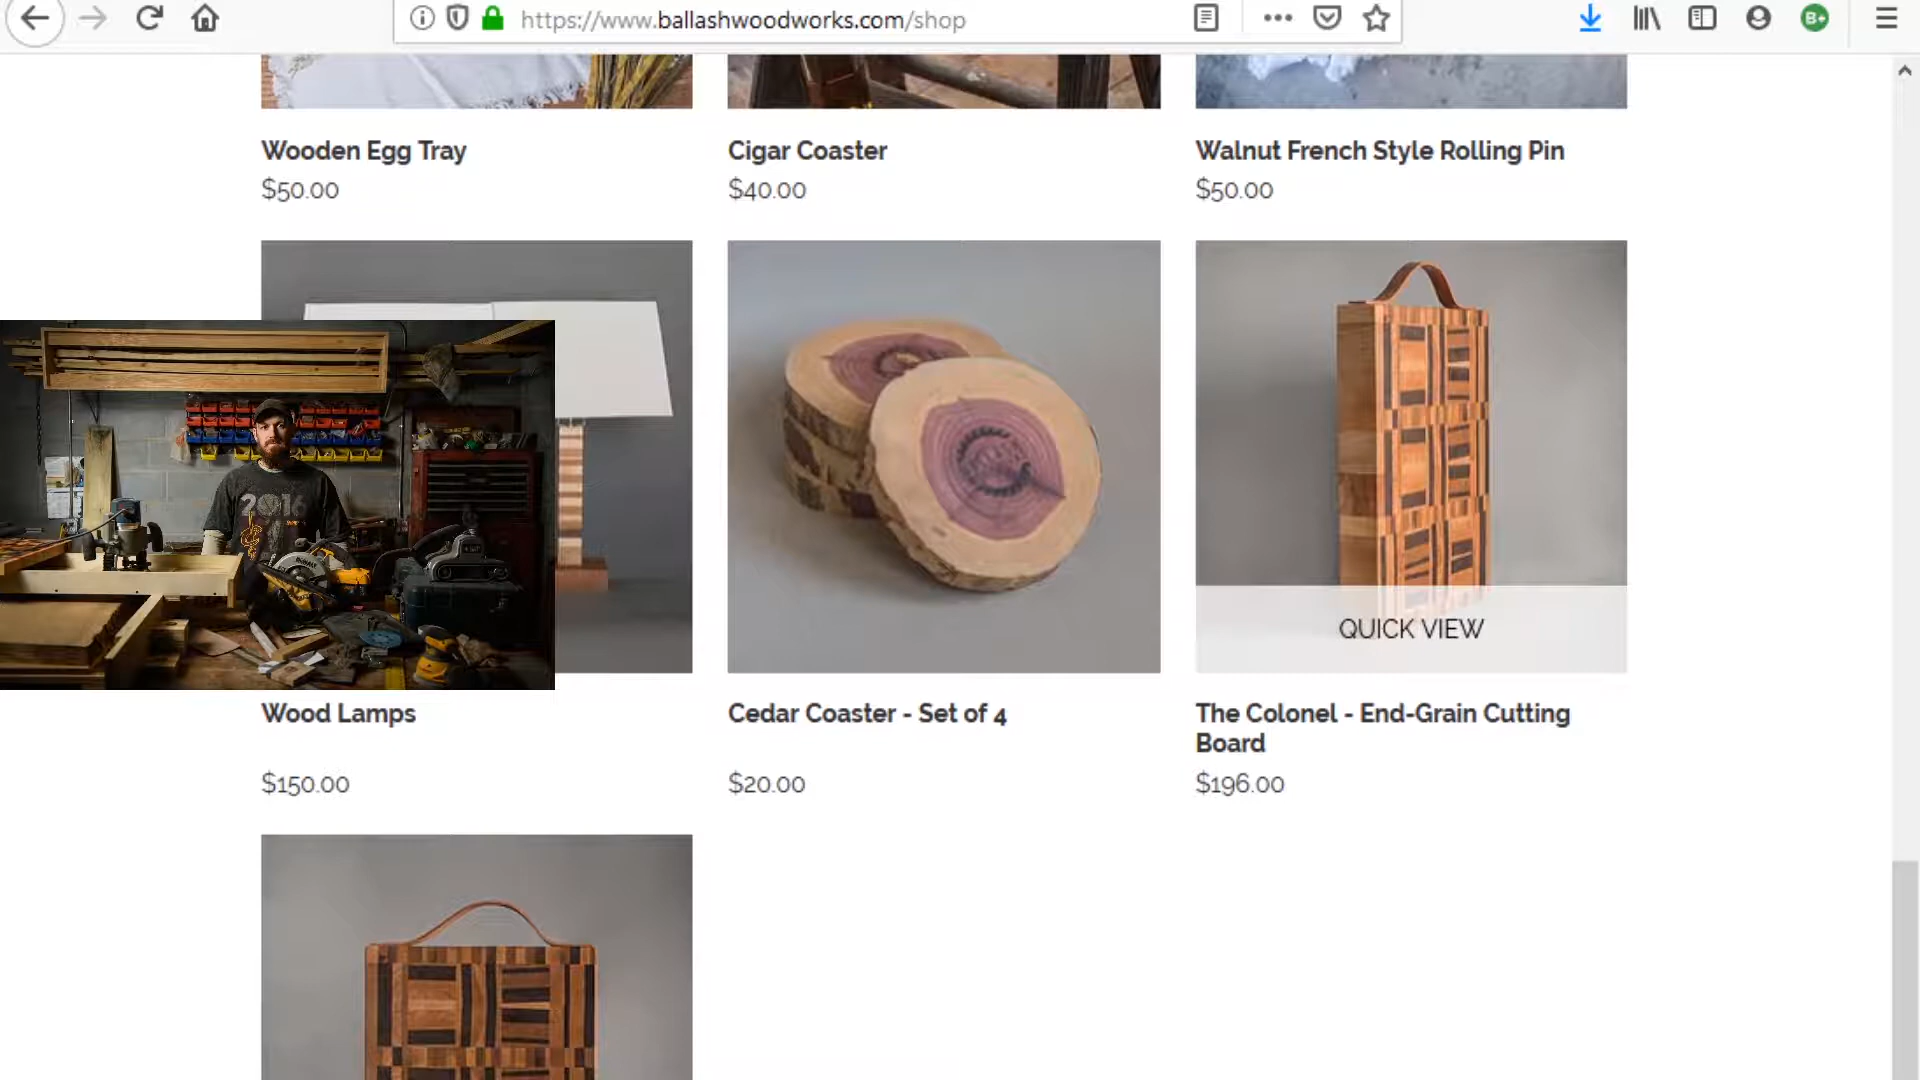 https://www.ballashwoodworks.com/shop
B+
Wooden Egg Tray
Cigar Coaster
Walnut French Style Rolling Pin
$50.00
$40.00
$50.00
2016
QUICK VIEW
Wood Lamps
Cedar Coaster - Set of 4
The Colonel - End-Grain Cutting
Board
$150.00
$20.00
$196.00